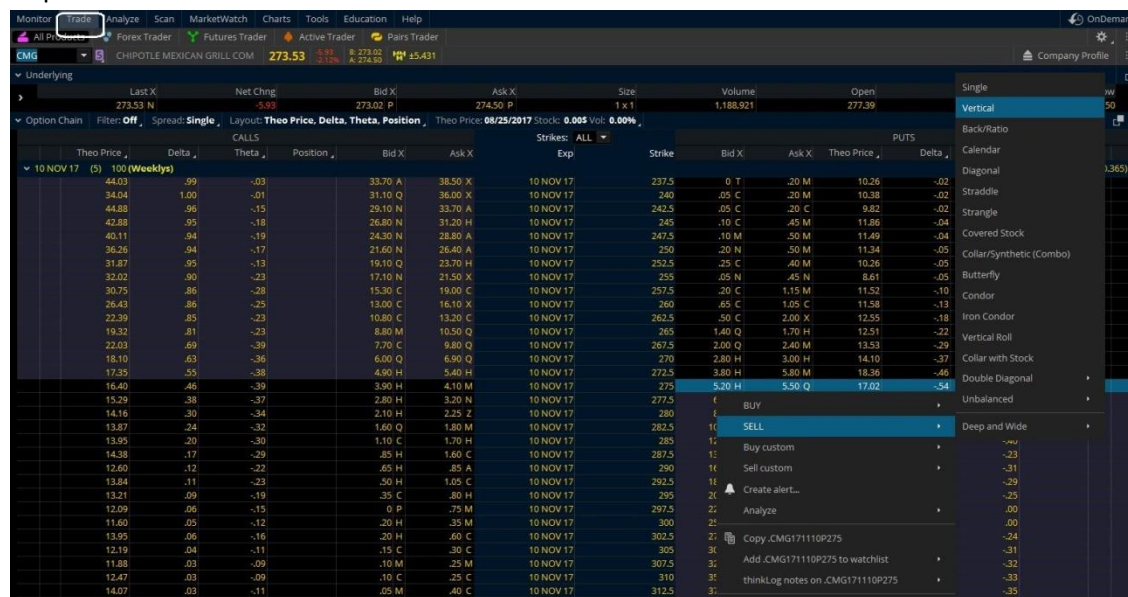 Monitor Trade Analyze Scan MarketWatch Charts Tools Education Help OnDeman
All Products Forex Trader Futures Trader Active Trader Pairs Trader
CMG CHIPOTLE MEXICAN GRILL COM 273.53 -5.93 -2.12% B: 273.02 A: 274.50 ±5.431 Company Profile
Underlying
Last X Net Chng Bid X Ask X Size Volume Open
273.53 N -5.93 273.02 P 274.50 P 1 x 1 1,188,921 277.39
Option Chain Filter: Off Spread: Single Layout: Theo Price, Delta, Theta, Position Theo Price: 08/25/2017 Stock: 0.00$ Vol: 0.00%
CALLS Strikes: ALL PUTS
Theo Price Delta Theta Position Bid X Ask X Exp Strike Bid X Ask X Theo Price Delta
10 NOV 17 (5) 100 (Weeklys)
44.03 .99 -.03 33.70 A 38.50 X 10 NOV 17 237.5 0 T .20 M 10.26 -.02
34.04 1.00 -.01 31.10 Q 36.00 X 10 NOV 17 240 .05 C .20 M 10.38 -.02
44.88 .96 -.15 29.10 N 33.70 A 10 NOV 17 242.5 .05 C .20 C 9.82 -.02
42.88 .95 -.18 26.80 N 31.20 H 10 NOV 17 245 .10 C .45 M 11.86 -.04
40.11 .94 -.19 24.30 N 28.80 A 10 NOV 17 247.5 .10 M .50 M 11.49 -.04
36.26 .94 -.17 21.60 N 26.40 A 10 NOV 17 250 .20 N .50 M 11.34 -.05
31.87 .95 -.13 19.10 Q 23.70 H 10 NOV 17 252.5 .25 C .40 M 10.26 -.05
32.02 .90 -.23 17.10 N 21.50 X 10 NOV 17 255 .05 N .45 N 8.61 -.05
30.75 .86 -.28 15.30 C 19.00 C 10 NOV 17 257.5 .20 C 1.15 M 11.52 -.10
26.43 .86 -.25 13.00 C 16.10 X 10 NOV 17 260 .65 C 1.05 C 11.58 -.13
22.39 .85 -.23 10.80 C 13.20 C 10 NOV 17 262.5 .50 C 2.00 X 12.55 -.18
19.32 .81 -.23 8.80 M 10.50 Q 10 NOV 17 265 1.40 Q 1.70 H 12.51 -.22
22.03 .69 -.39 7.70 C 9.80 Q 10 NOV 17 267.5 2.00 Q 2.40 M 13.53 -.29
18.10 .63 -.36 6.00 Q 6.90 Q 10 NOV 17 270 2.80 H 3.00 H 14.10 -.37
17.35 .55 -.38 4.90 H 5.40 H 10 NOV 17 272.5 3.80 H 5.80 M 18.36 -.46
16.40 .46 -.39 3.90 H 4.10 M 10 NOV 17 275 5.20 H 5.50 Q 17.02 -.54
15.29 .38 -.37 2.80 H 3.20 N 10 NOV 17 277.5
14.16 .30 -.34 2.10 H 2.25 Z 10 NOV 17 280
13.87 .24 -.32 1.60 Q 1.80 M 10 NOV 17 282.5
13.95 .20 -.30 1.10 C 1.70 H 10 NOV 17 285 -.40
14.38 .17 -.29 .85 H 1.60 C 10 NOV 17 287.5 -.23
12.60 .12 -.22 .65 H .85 A 10 NOV 17 290 -.31
13.84 .11 -.23 .50 H 1.05 C 10 NOV 17 292.5 -.29
13.21 .09 -.19 .35 C .80 H 10 NOV 17 295 -.25
12.09 .06 -.15 0 P .75 M 10 NOV 17 297.5 .00
11.60 .05 -.12 .20 H .35 M 10 NOV 17 300 .00
13.95 .06 -.16 .20 H .60 C 10 NOV 17 302.5 -.24
12.19 .04 -.11 .15 C .30 C 10 NOV 17 305 -.31
11.88 .03 -.09 .10 M .25 M 10 NOV 17 307.5 -.32
12.47 .03 -.09 .10 C .25 C 10 NOV 17 310 -.33
14.07 .03 -.11 .05 M .40 C 10 NOV 17 312.5 -.35
BUY
SELL
Buy custom
Sell custom
Create alert...
Analyze
Copy .CMG171110P275
Add .CMG171110P275 to watchlist
thinkLog notes on .CMG171110P275
Single
Vertical
Back/Ratio
Calendar
Diagonal
Straddle
Strangle
Covered Stock
Collar/Synthetic (Combo)
Butterfly
Condor
Iron Condor
Vertical Roll
Collar with Stock
Double Diagonal
Unbalanced
Deep and Wide